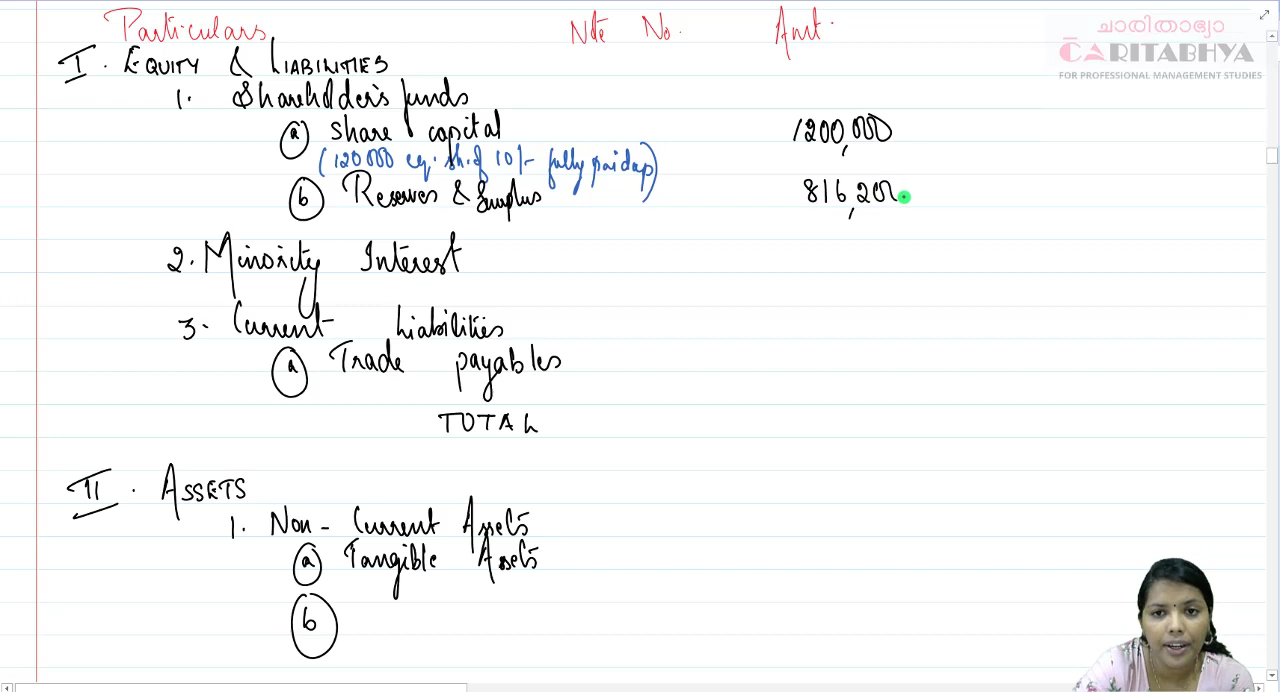 Particulars Note No. Amt.
ചാരിതാഭ്യാ
CARITABHYA
FOR PROFESSIONAL MANAGEMENT STUDIES
I. EQUITY & LIABILITIES
1. Shareholder's funds
a Share capital 1200,000
(120000 eq. sh. of 10/- fully paid up)
b Reserves & Surplus 816,200
2. Minority Interest
3. Current Liabilities
a Trade payables
TOTAL
II. ASSETS
1. Non-Current Assets
a Tangible Assets
b